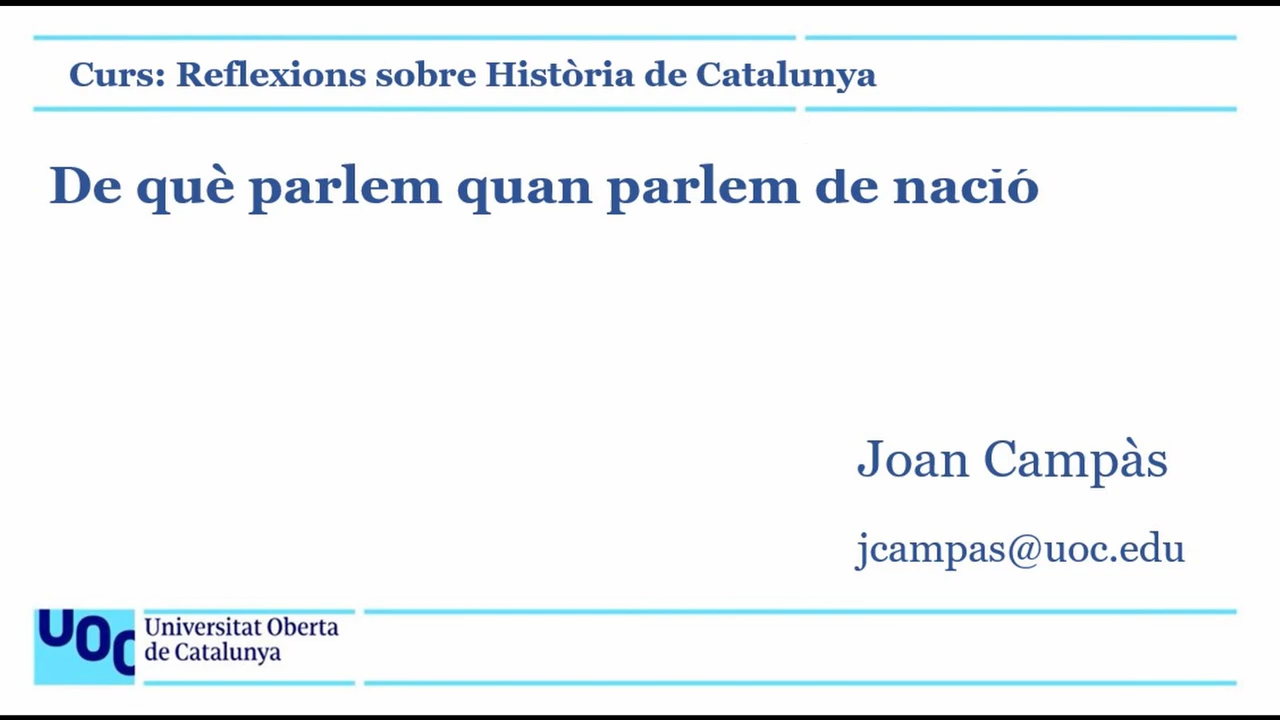 Curs: Reflexions sobre Història de Catalunya
De què parlem quan parlem de nació
Joan Campàs
jcampas@uoc.edu
UOC
Universitat Oberta
de Catalunya